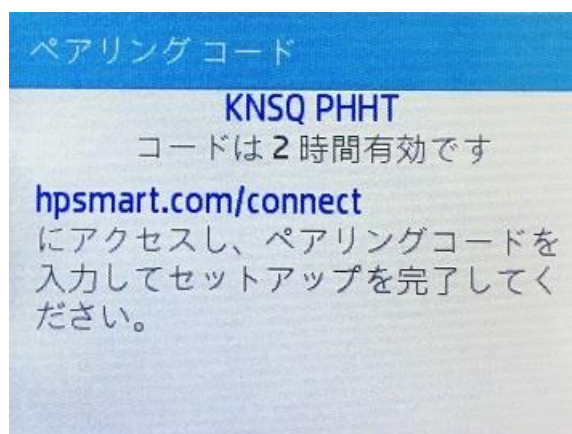 ペアリング コード
KNSQ PHHT
コードは 2 時間有効です
hpsmart.com/connect
にアクセスし、ペアリングコードを
入力してセットアップを完了してく
ださい。